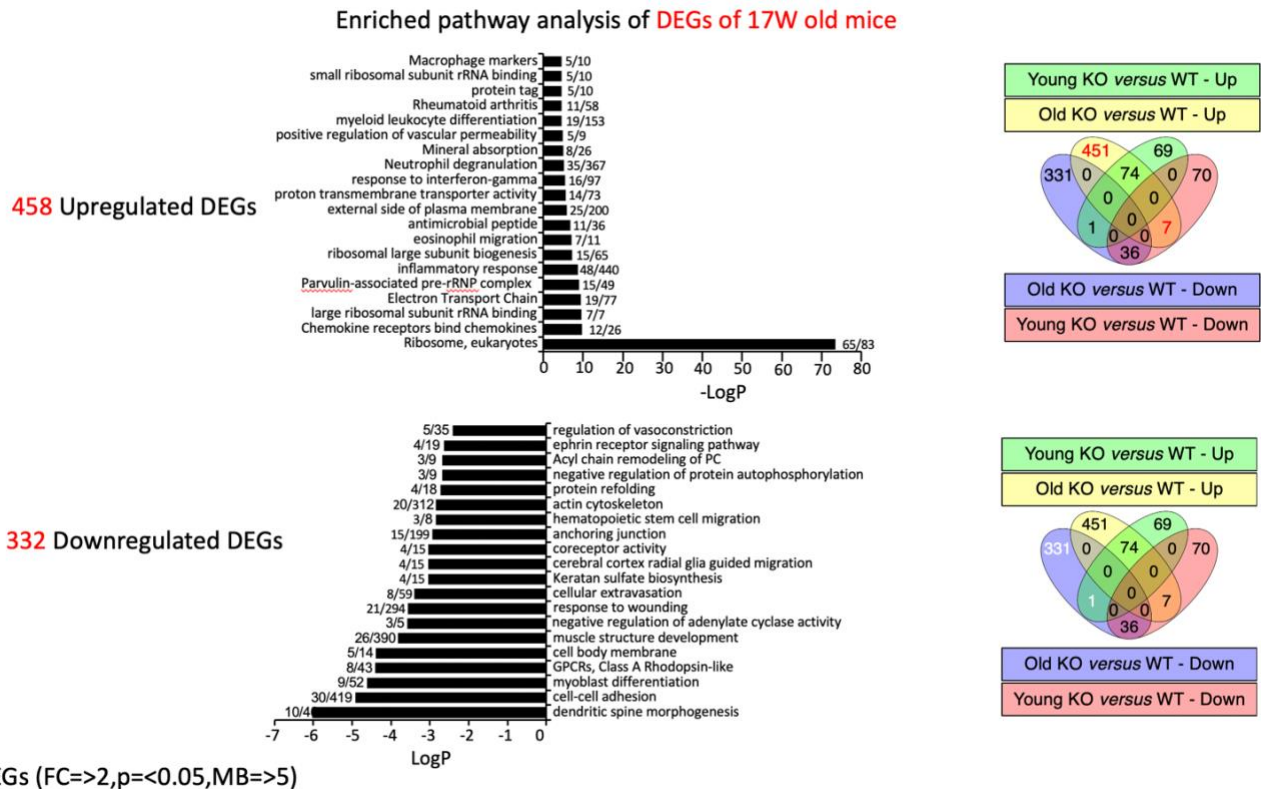 Enriched pathway analysis of DEGs of 17W old mice
458 Upregulated DEGs
Macrophage markers 5/10
small ribosomal subunit rRNA binding 5/10
protein tag 5/10
Rheumatoid arthritis 11/58
myeloid leukocyte differentiation 19/153
positive regulation of vascular permeability 5/9
Mineral absorption 8/26
Neutrophil degranulation 35/367
response to interferon-gamma 16/97
proton transmembrane transporter activity 14/73
external side of plasma membrane 25/200
antimicrobial peptide 11/36
eosinophil migration 7/11
ribosomal large subunit biogenesis 15/65
inflammatory response 48/440
Parvulin-associated pre-rRNP complex 15/49
Electron Transport Chain 19/77
large ribosomal subunit rRNA binding 7/7
Chemokine receptors bind chemokines 12/26
Ribosome, eukaryotes 65/83
0 10 20 30 40 50 60 70 80
-LogP
Young KO versus WT - Up
Old KO versus WT - Up
451 69
331 0 74 0 70
0 0
1 0 7
0 0
36
Old KO versus WT - Down
Young KO versus WT - Down
332 Downregulated DEGs
5/35 regulation of vasoconstriction
4/19 ephrin receptor signaling pathway
3/9 Acyl chain remodeling of PC
3/9 negative regulation of protein autophosphorylation
4/18 protein refolding
20/312 actin cytoskeleton
3/8 hematopoietic stem cell migration
15/199 anchoring junction
4/15 coreceptor activity
4/15 cerebral cortex radial glia guided migration
4/15 Keratan sulfate biosynthesis
8/59 cellular extravasation
21/294 response to wounding
3/5 negative regulation of adenylate cyclase activity
26/390 muscle structure development
5/14 cell body membrane
8/43 GPCRs, Class A Rhodopsin-like
9/52 myoblast differentiation
30/419 cell-cell adhesion
10/4 dendritic spine morphogenesis
-7 -6 -5 -4 -3 -2 -1 0
LogP
Young KO versus WT - Up
Old KO versus WT - Up
451 69
331 0 74 0 70
0 0
1 0 7
0 0
36
Old KO versus WT - Down
Young KO versus WT - Down
EGs (FC=>2,p=<0.05,MB=>5)